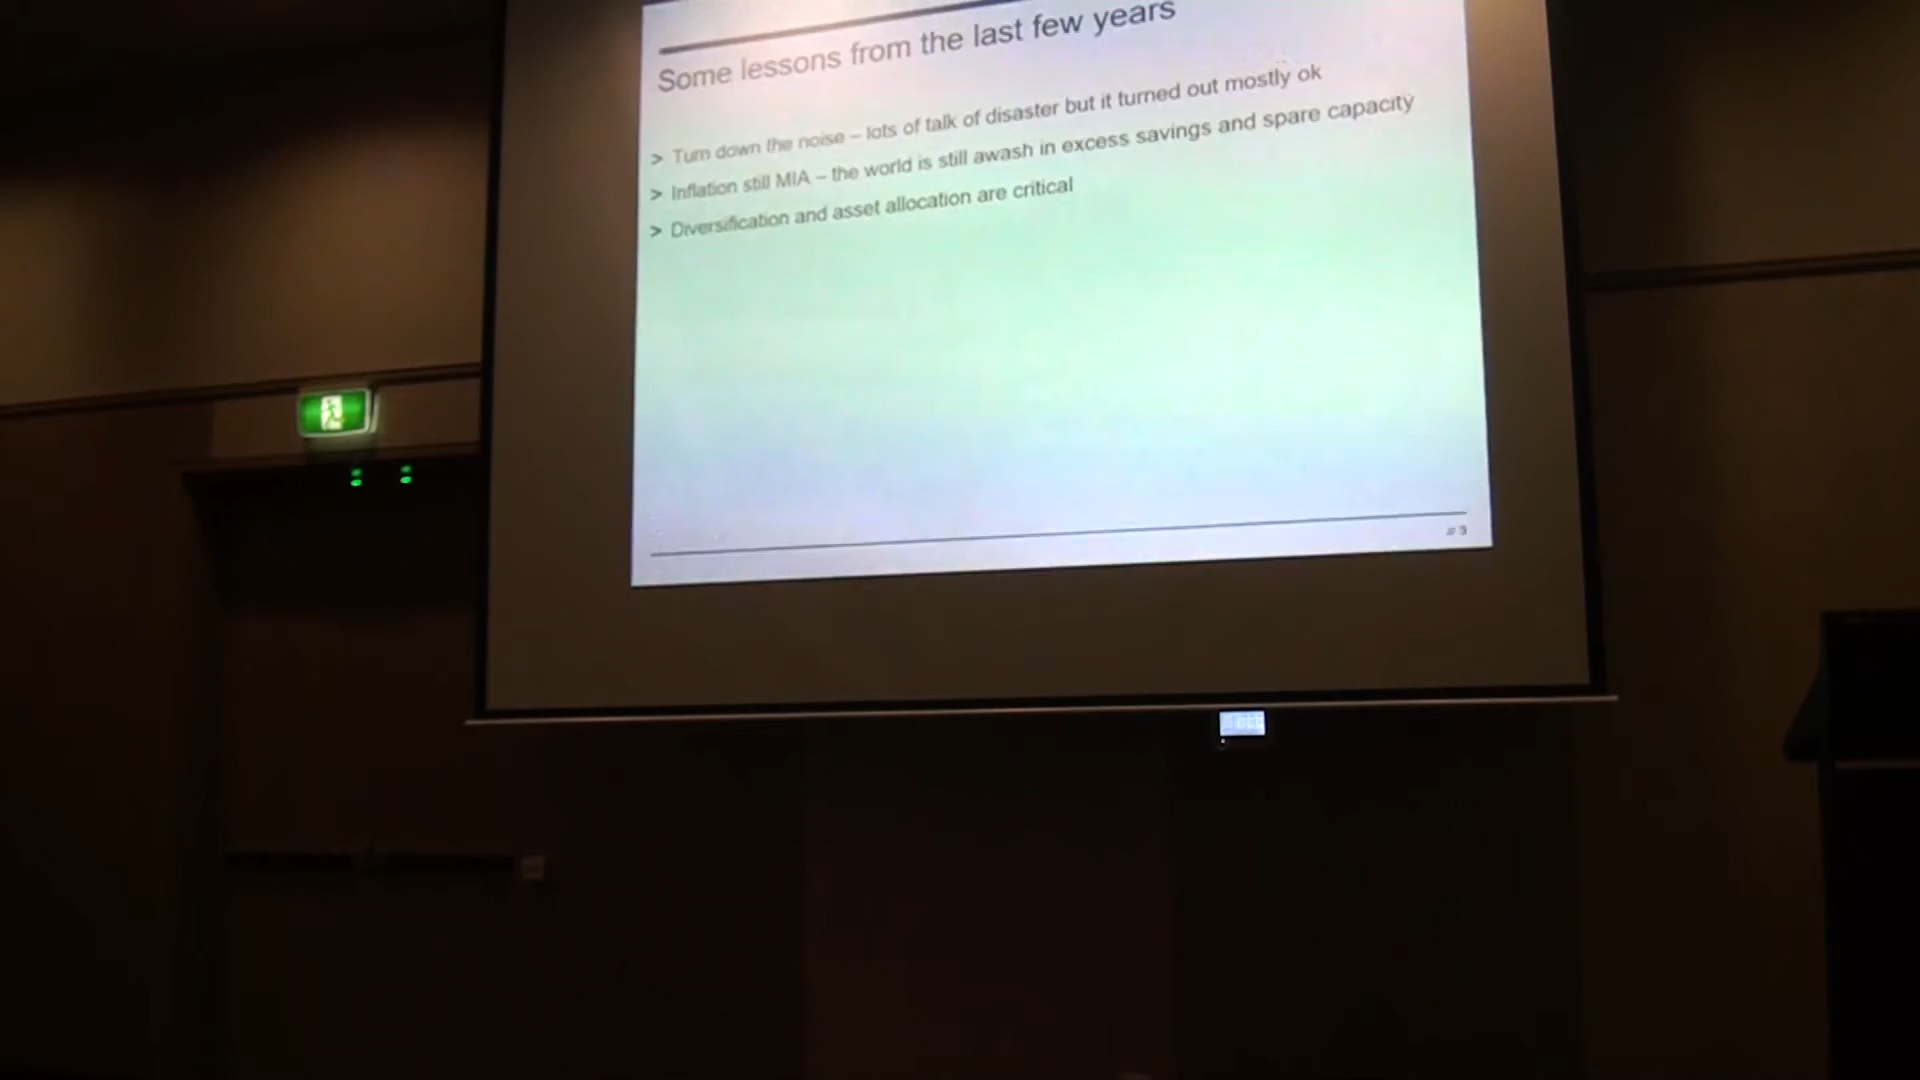 Some lessons from the last few years
> Turn down the noise – lots of talk of disaster but it turned out mostly ok
> Inflation still MIA – the world is still awash in excess savings and spare capacity
> Diversification and asset allocation are critical
# 3